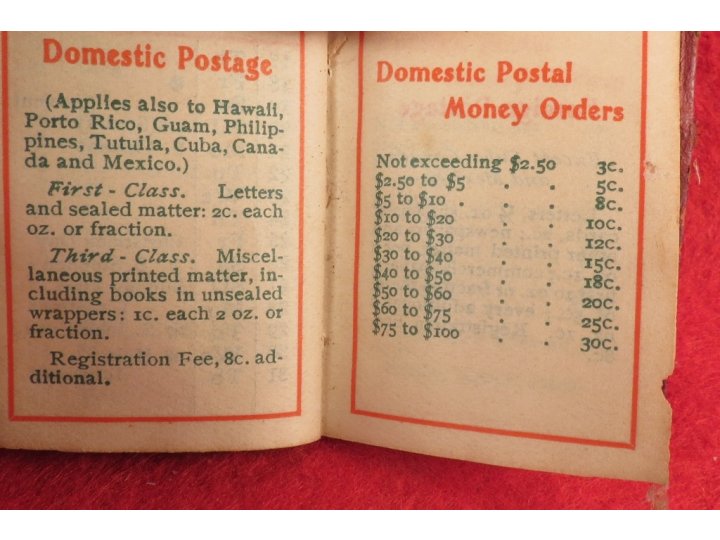 Domestic Postage
(Applies also to Hawaii,
Porto Rico, Guam, Philip-
pines, Tutuila, Cuba, Cana-
da and Mexico.)
First - Class. Letters
and sealed matter: 2c. each
oz. or fraction.
Third - Class. Miscel-
laneous printed matter, in-
cluding books in unsealed
wrappers: 1c. each 2 oz. or
fraction.
Registration Fee, 8c. ad-
ditional.
Domestic Postal
Money Orders
Not exceeding $2.50 3c.
$2.50 to $5 . . 5c.
$5 to $10 . . . 8c.
$10 to $20 . . 10c.
$20 to $30 . . 12c.
$30 to $40 . . 15c.
$40 to $50 . . 18c.
$50 to $60 . . 20c.
$60 to $75 . . 25c.
$75 to $100 . . 30c.